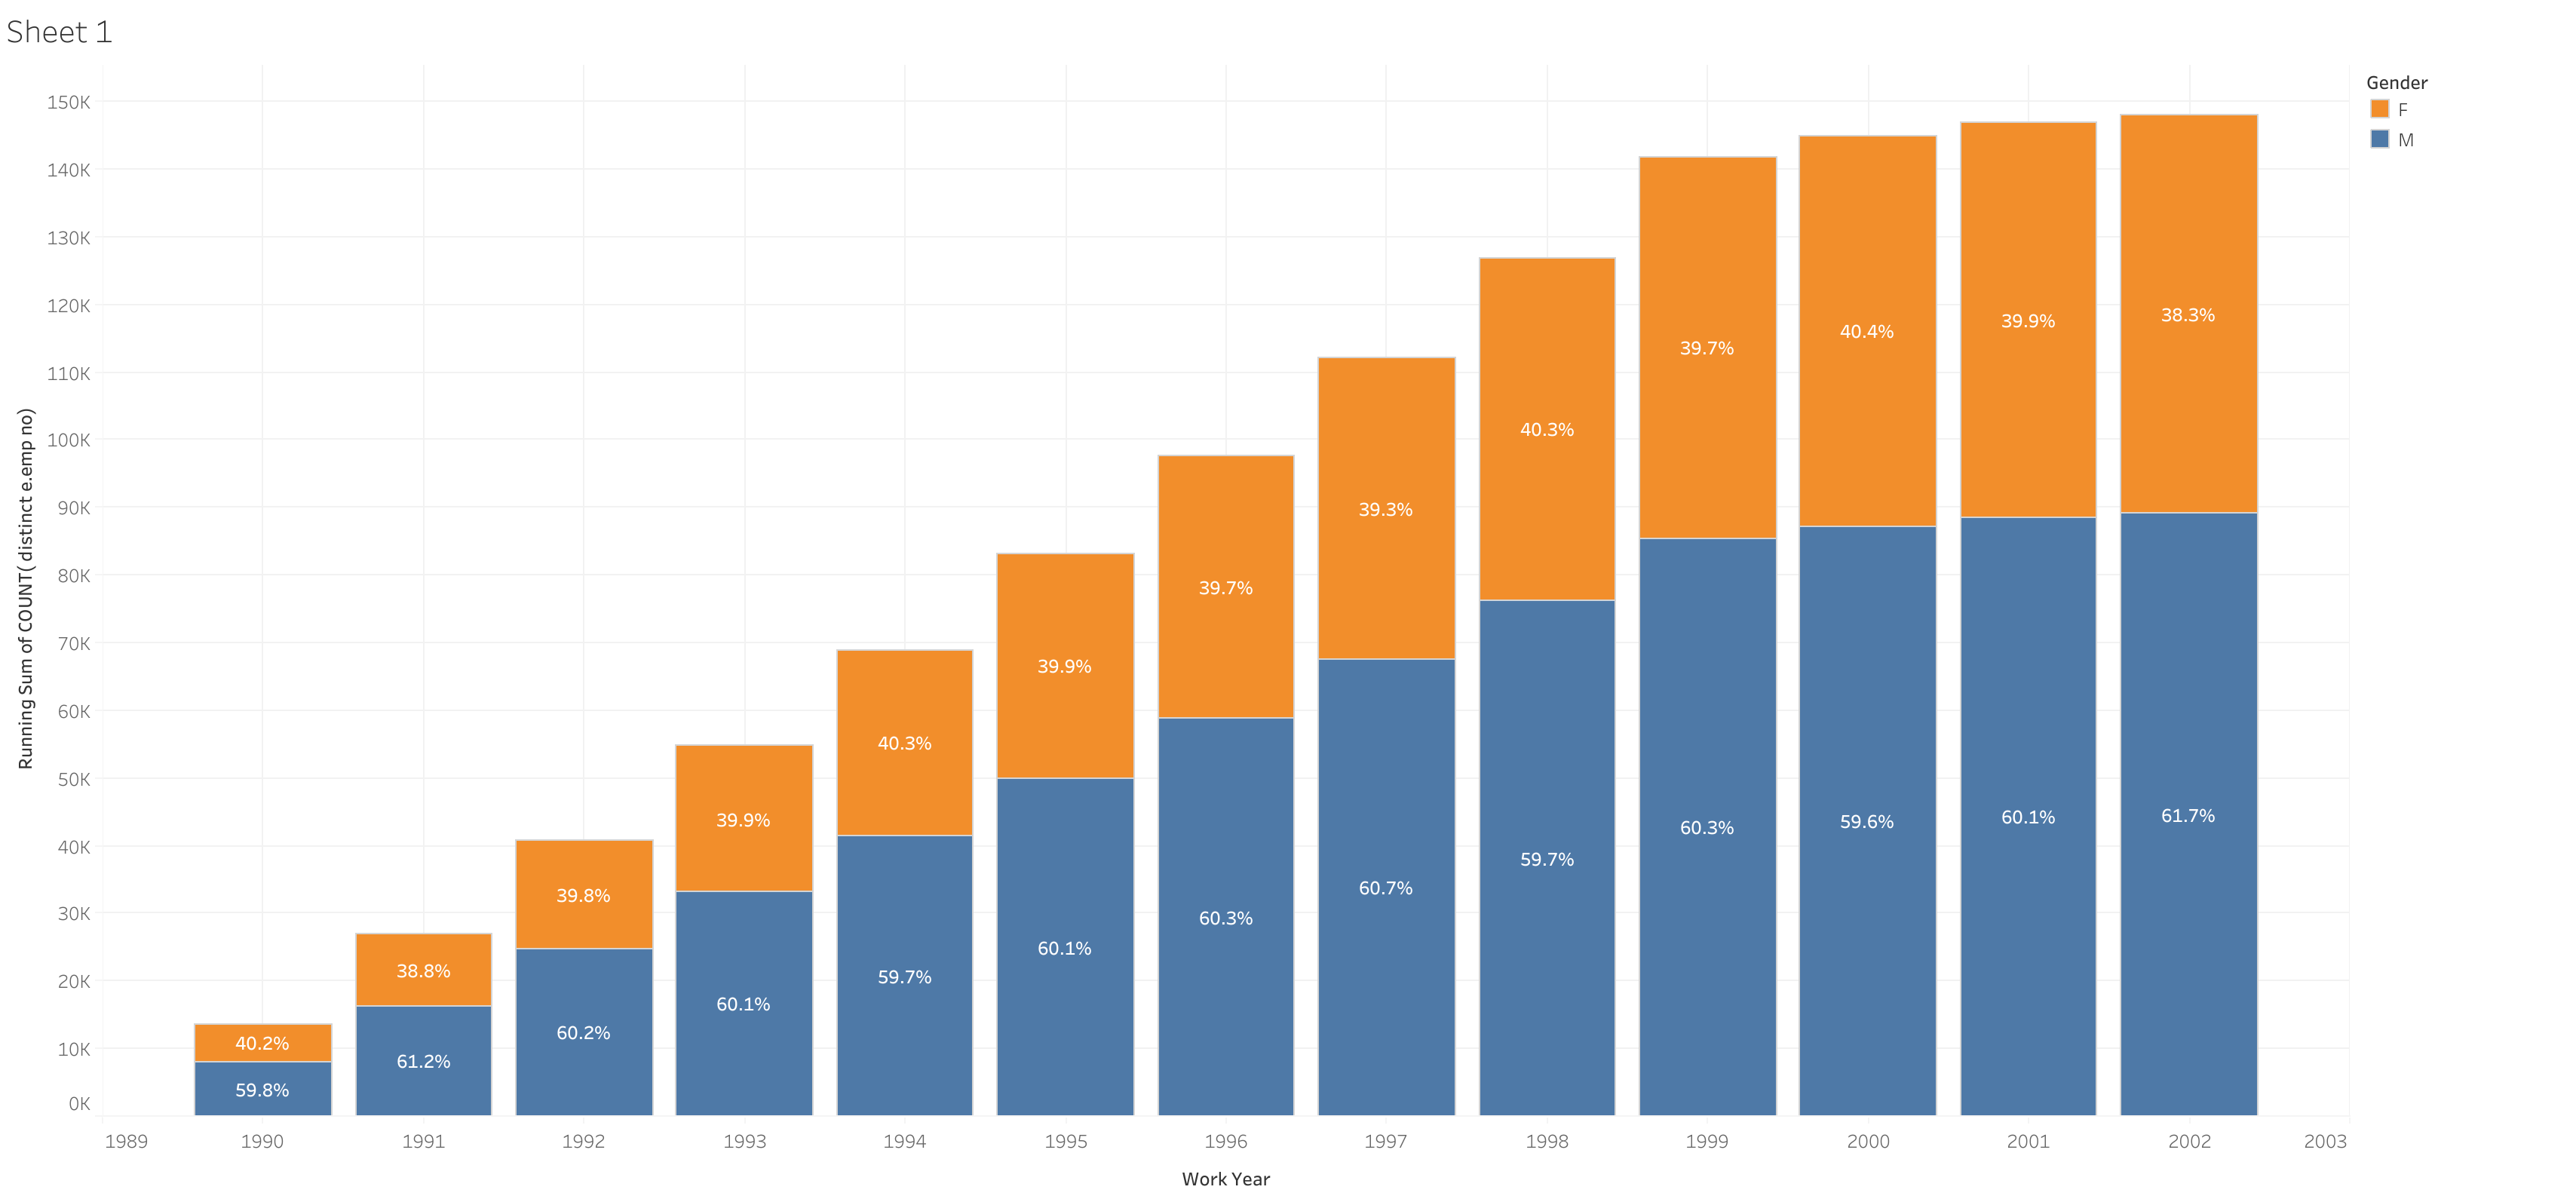 Sheet 1
Gender
F
M
Running Sum of COUNT( distinct e.emp no)
150K
140K
130K
120K
110K
100K
90K
80K
70K
60K
50K
40K
30K
20K
10K
0K
40.2%
59.8%
38.8%
61.2%
39.8%
60.2%
39.9%
60.1%
40.3%
59.7%
39.9%
60.1%
39.7%
60.3%
39.3%
60.7%
40.3%
59.7%
39.7%
60.3%
40.4%
59.6%
39.9%
60.1%
38.3%
61.7%
1989 1990 1991 1992 1993 1994 1995 1996 1997 1998 1999 2000 2001 2002 2003
Work Year